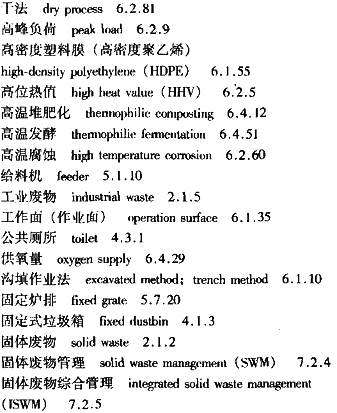 干法 dry process 6.2.81
高峰负荷 peak load 6.2.9
高密度塑料膜（高密度聚乙烯）
high-density polyethylene（HDPE） 6.1.55
高位热值 high heat value（HHV） 6.2.5
高温堆肥化 thermophilic composting 6.4.12
高温发酵 thermophilic fermentation 6.4.51
高温腐蚀 high temperature corrosion 6.2.60
给料机 feeder 5.1.10
工业废物 industrial waste 2.1.5
工作面（作业面） operation surface 6.1.35
公共厕所 toilet 4.3.1
供氧量 oxygen supply 6.4.29
沟填作业法 excavated method；trench method 6.1.10
固定炉排 fixed grate 5.7.20
固定式垃圾箱 fixed dustbin 4.1.3
固体废物 solid waste 2.1.2
固体废物管理 solid waste management（SWM） 7.2.4
固体废物综合管理 integrated solid waste management
（ISWM） 7.2.5